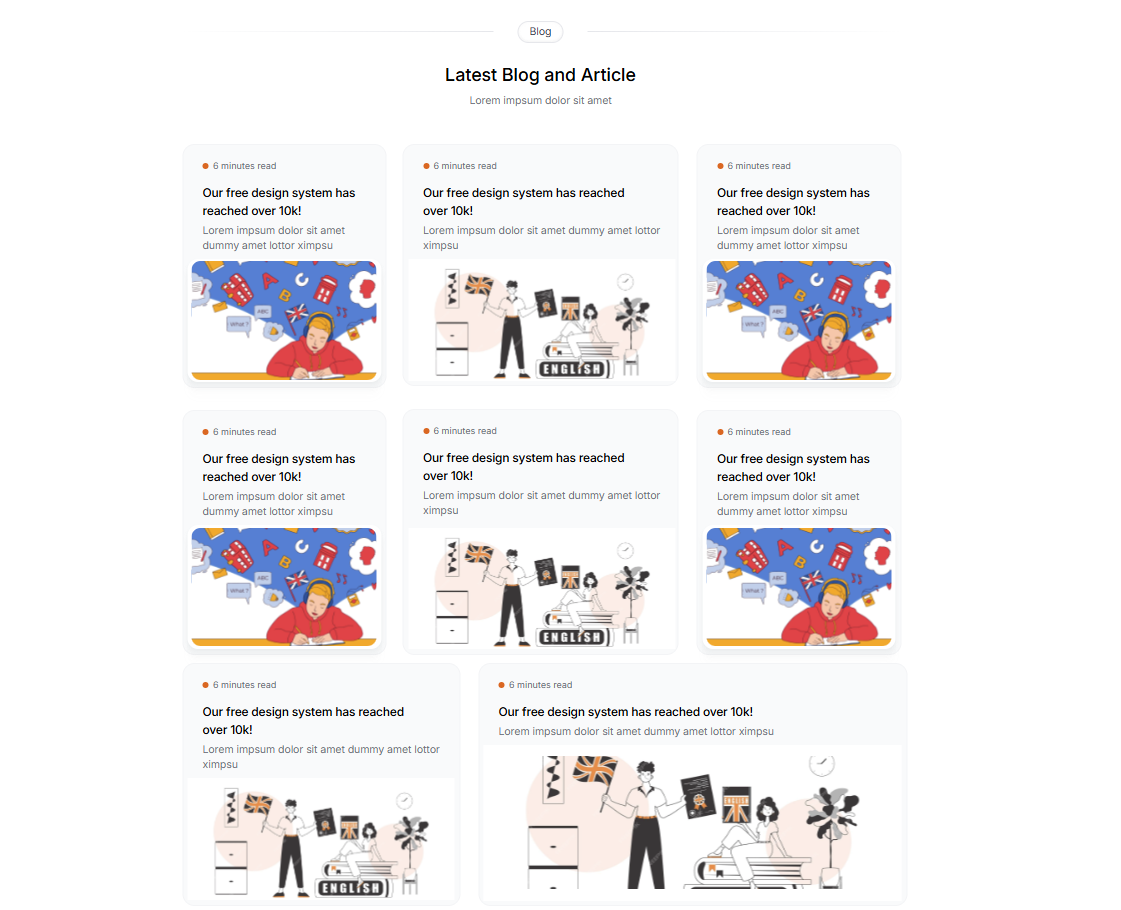 Blog
Latest Blog and Article
Lorem impsum dolor sit amet
6 minutes read
Our free design system has
reached over 10k!
Lorem impsum dolor sit amet
dummy amet lottor ximpsu
ABC
What ?
6 minutes read
Our free design system has reached
over 10k!
Lorem impsum dolor sit amet dummy amet lottor
ximpsu
ENGLISH
6 minutes read
Our free design system has
reached over 10k!
Lorem impsum dolor sit amet
dummy amet lottor ximpsu
ABC
What ?
6 minutes read
Our free design system has
reached over 10k!
Lorem impsum dolor sit amet
dummy amet lottor ximpsu
ABC
What ?
6 minutes read
Our free design system has reached
over 10k!
Lorem impsum dolor sit amet dummy amet lottor
ximpsu
ENGLISH
6 minutes read
Our free design system has
reached over 10k!
Lorem impsum dolor sit amet
dummy amet lottor ximpsu
ABC
What ?
6 minutes read
Our free design system has reached
over 10k!
Lorem impsum dolor sit amet dummy amet lottor
ximpsu
ENGLISH
6 minutes read
Our free design system has reached over 10k!
Lorem impsum dolor sit amet dummy amet lottor ximpsu
ENGLISH